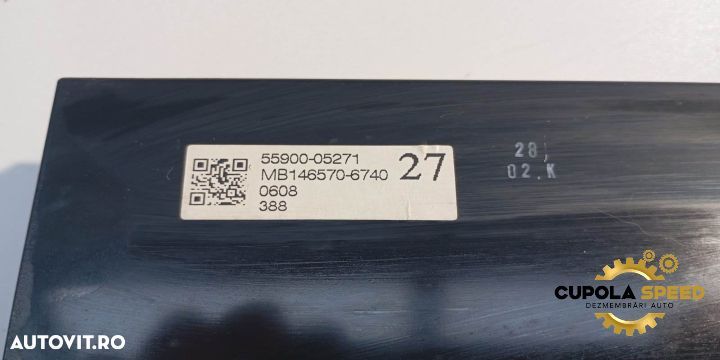 55900-05271
MB146570-6740
0608
388
27
28,
02.K
CUPOLA SPEED
DEZMEMBRĂRI AUTO
AUTOVIT.RO